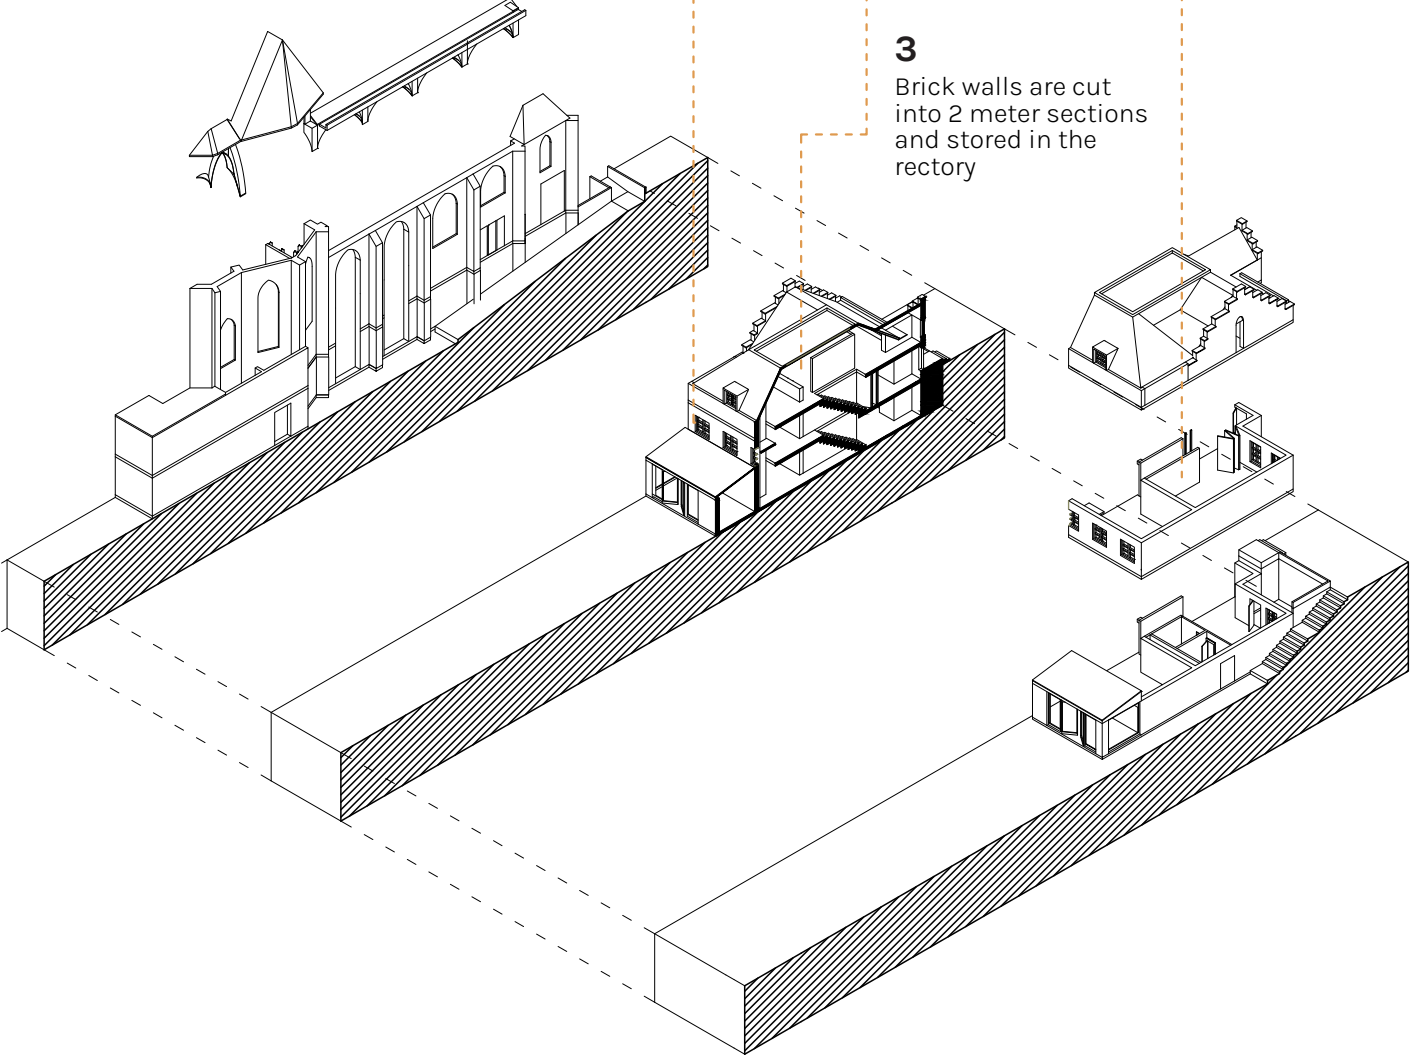 3
Brick walls are cut
into 2 meter sections
and stored in the
rectory